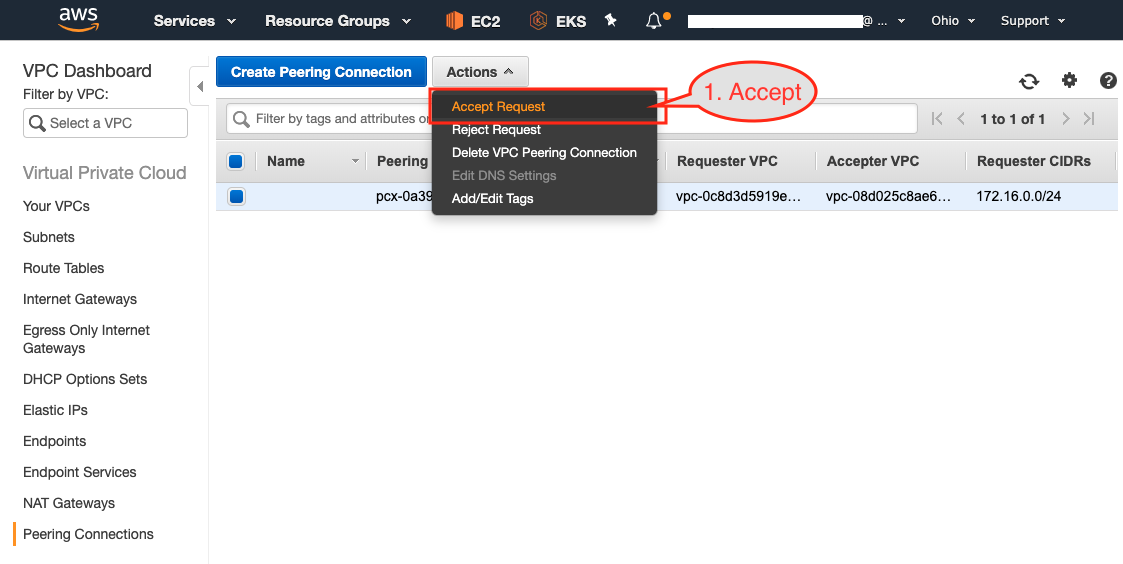 aws Services Resource Groups EC2 EKS @ ... Ohio Support
VPC Dashboard
Filter by VPC:
Select a VPC
Virtual Private Cloud
Your VPCs
Subnets
Route Tables
Internet Gateways
Egress Only Internet
Gateways
DHCP Options Sets
Elastic IPs
Endpoints
Endpoint Services
NAT Gateways
Peering Connections
Create Peering Connection Actions
Filter by tags and attributes or 1 to 1 of 1
Accept Request
Reject Request
Delete VPC Peering Connection
Edit DNS Settings
Add/Edit Tags
1. Accept
Name Peering Requester VPC Accepter VPC Requester CIDRs
pcx-0a39 vpc-0c8d3d5919e... vpc-08d025c8ae6... 172.16.0.0/24